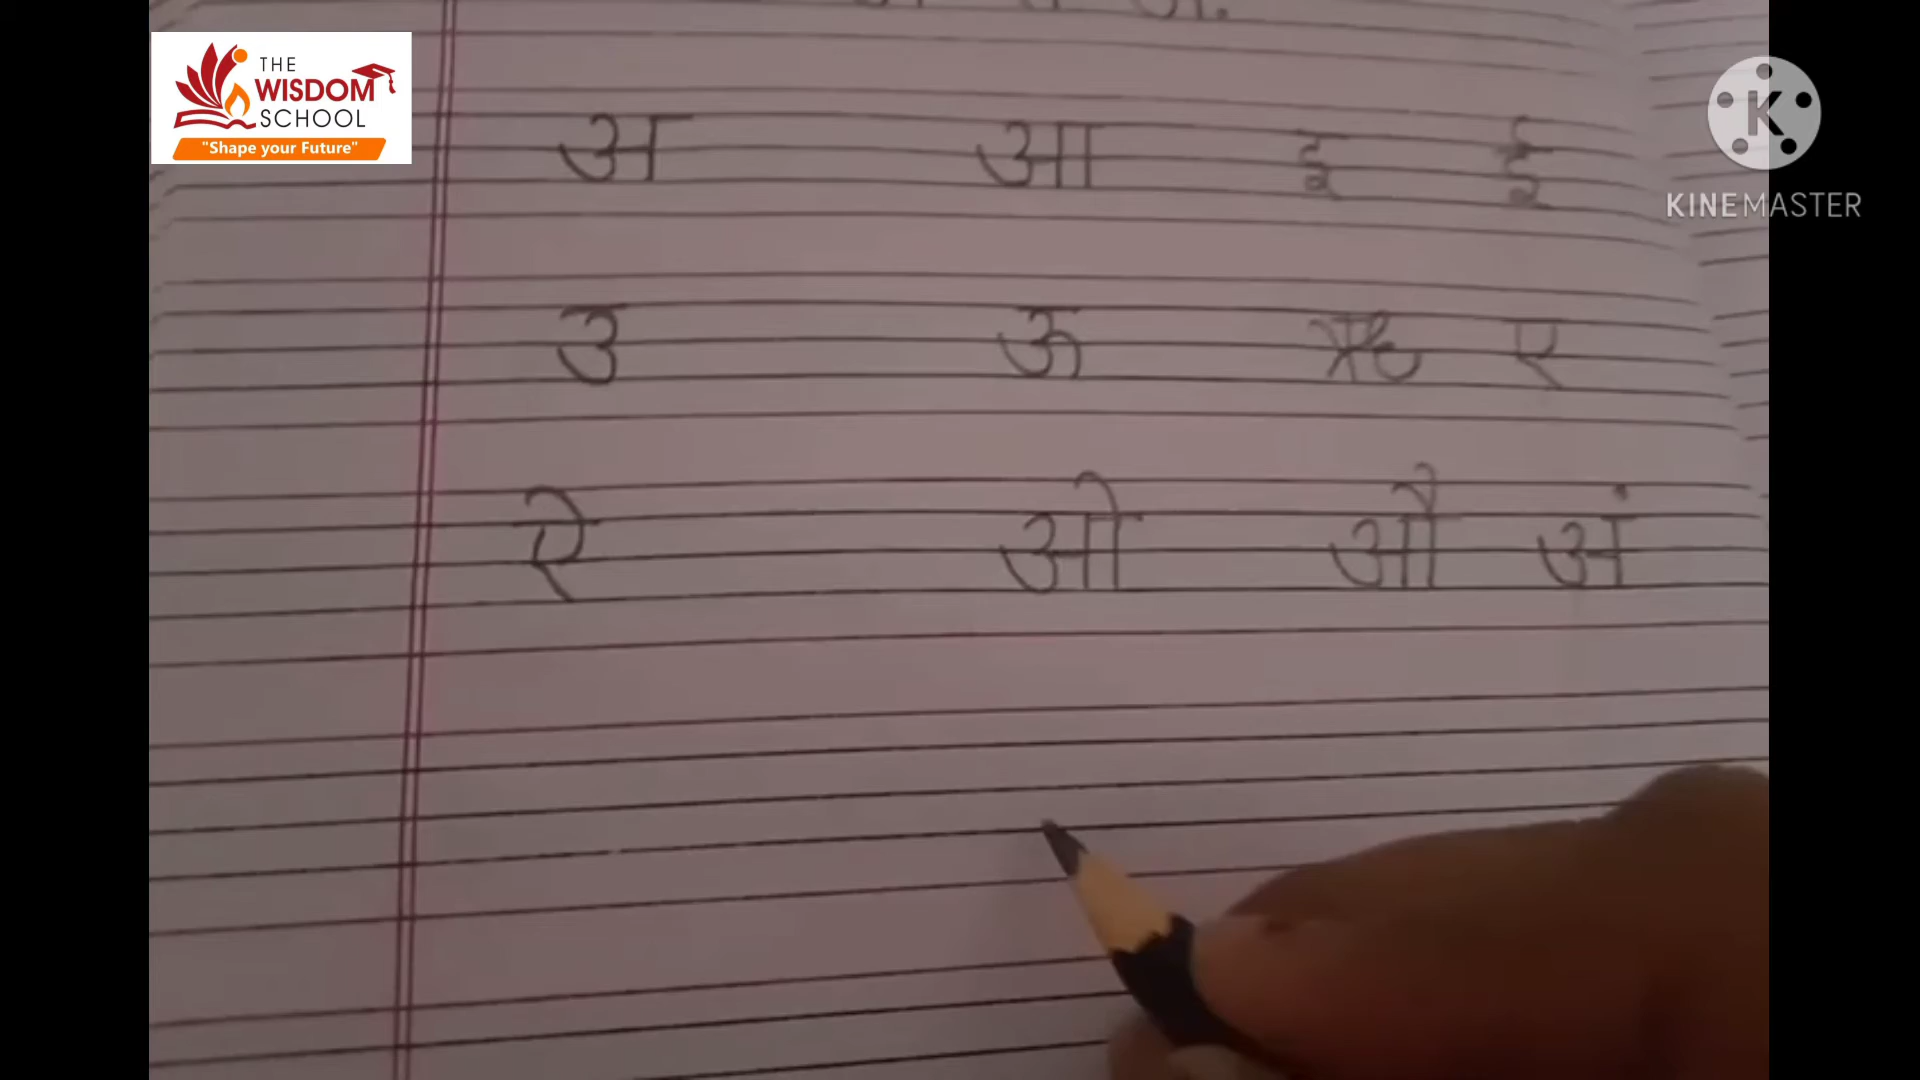 THE
WISDOM
SCHOOL
"Shape your Future"
KINEMASTER
अ आ इ ई
उ ऊ ऋ ए
ऐ ओ औ अं